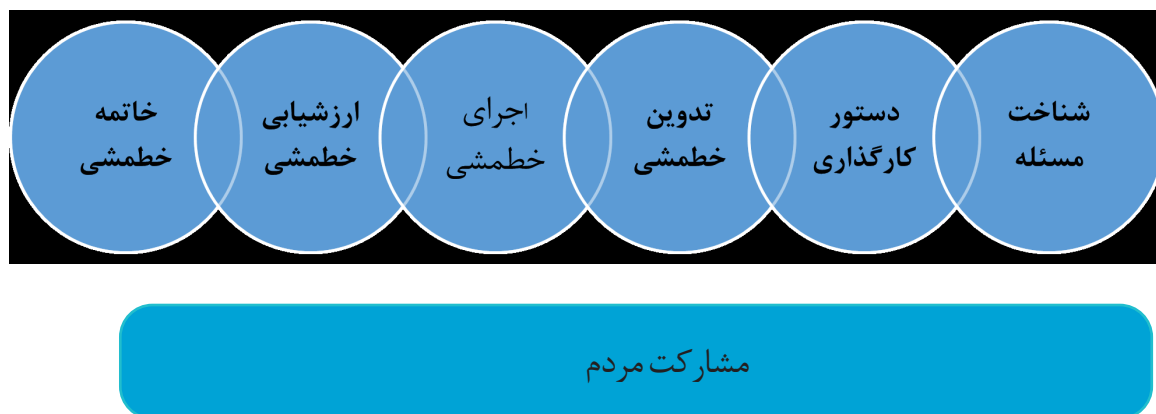 شناخت
مسئله
دستور
کارگذاری
تدوین
خطمشی
اجرای
خطمشی
ارزشیابی
خطمشی
خاتمه
خطمشی
مشارکت مردم